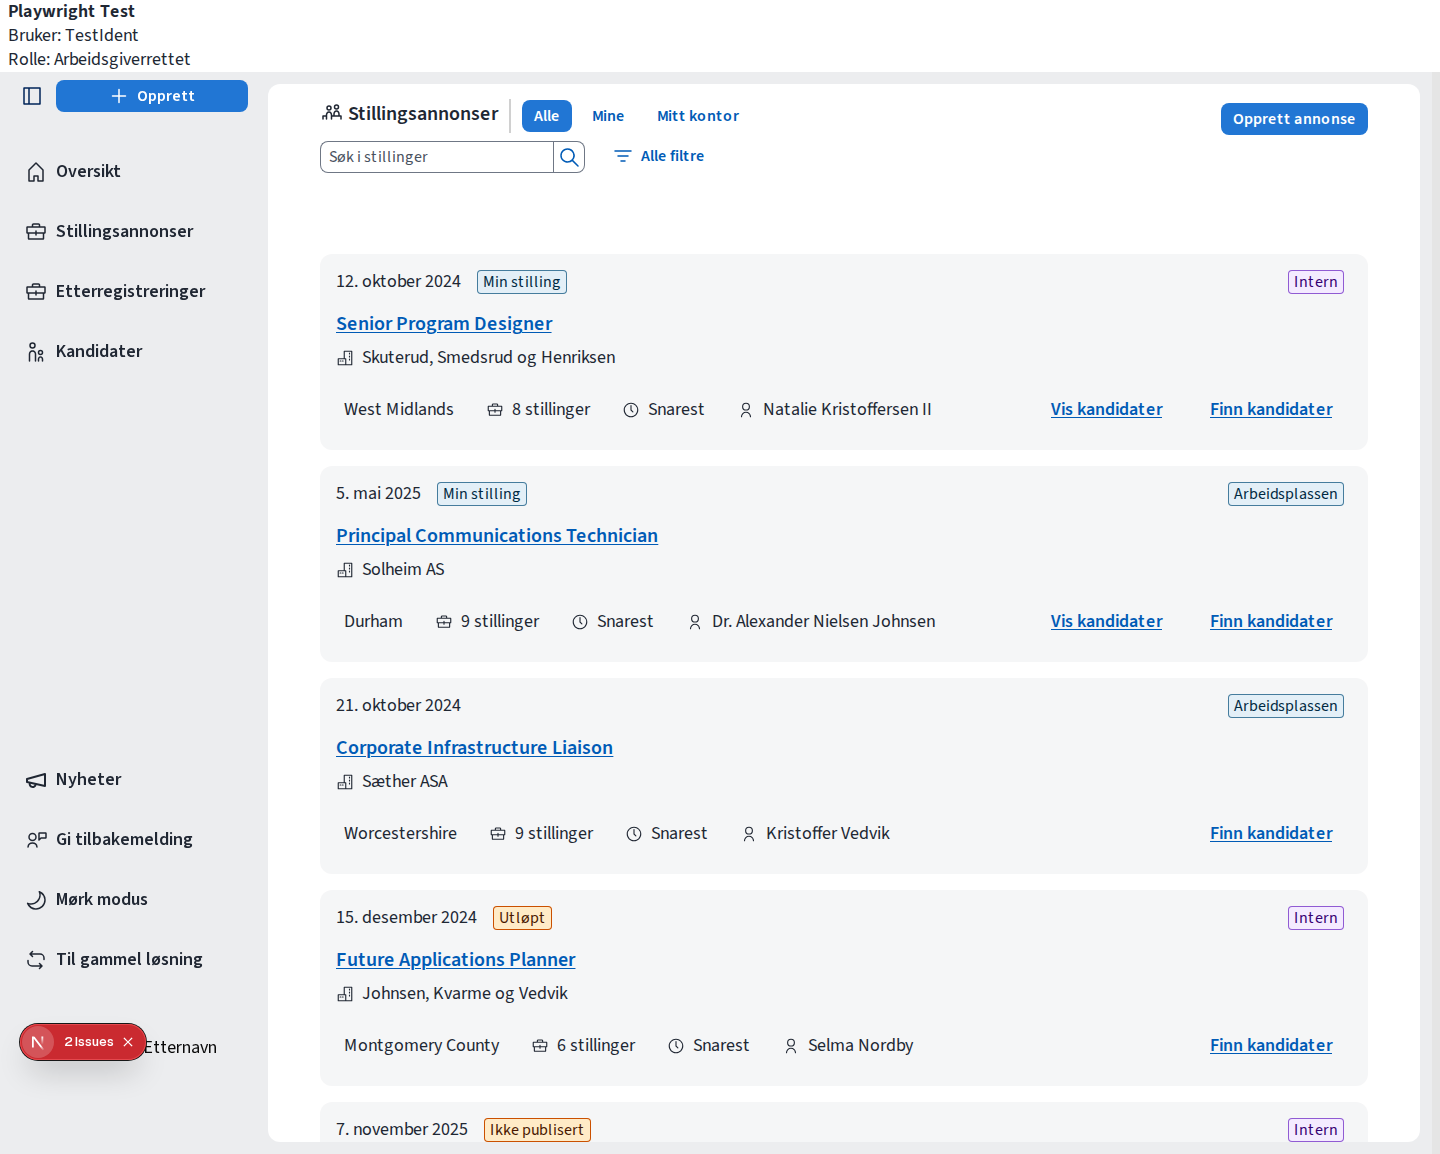 Playwright Test
Bruker: TestIdent
Rolle: Arbeidsgiverrettet
Opprett
Oversikt
Stillingsannonser
Etterregistreringer
Kandidater
Nyheter
Gi tilbakemelding
Mørk modus
Til gammel løsning
2 Issues
Etternavn
Stillingsannonser
Alle
Mine
Mitt kontor
Opprett annonse
Søk i stillinger
Alle filtre
12. oktober 2024 Min stilling Intern
Senior Program Designer
Skuterud, Smedsrud og Henriksen
West Midlands 8 stillinger Snarest Natalie Kristoffersen II Vis kandidater Finn kandidater
5. mai 2025 Min stilling Arbeidsplassen
Principal Communications Technician
Solheim AS
Durham 9 stillinger Snarest Dr. Alexander Nielsen Johnsen Vis kandidater Finn kandidater
21. oktober 2024 Arbeidsplassen
Corporate Infrastructure Liaison
Sæther ASA
Worcestershire 9 stillinger Snarest Kristoffer Vedvik Finn kandidater
15. desember 2024 Utløpt Intern
Future Applications Planner
Johnsen, Kvarme og Vedvik
Montgomery County 6 stillinger Snarest Selma Nordby Finn kandidater
7. november 2025 Ikke publisert Intern